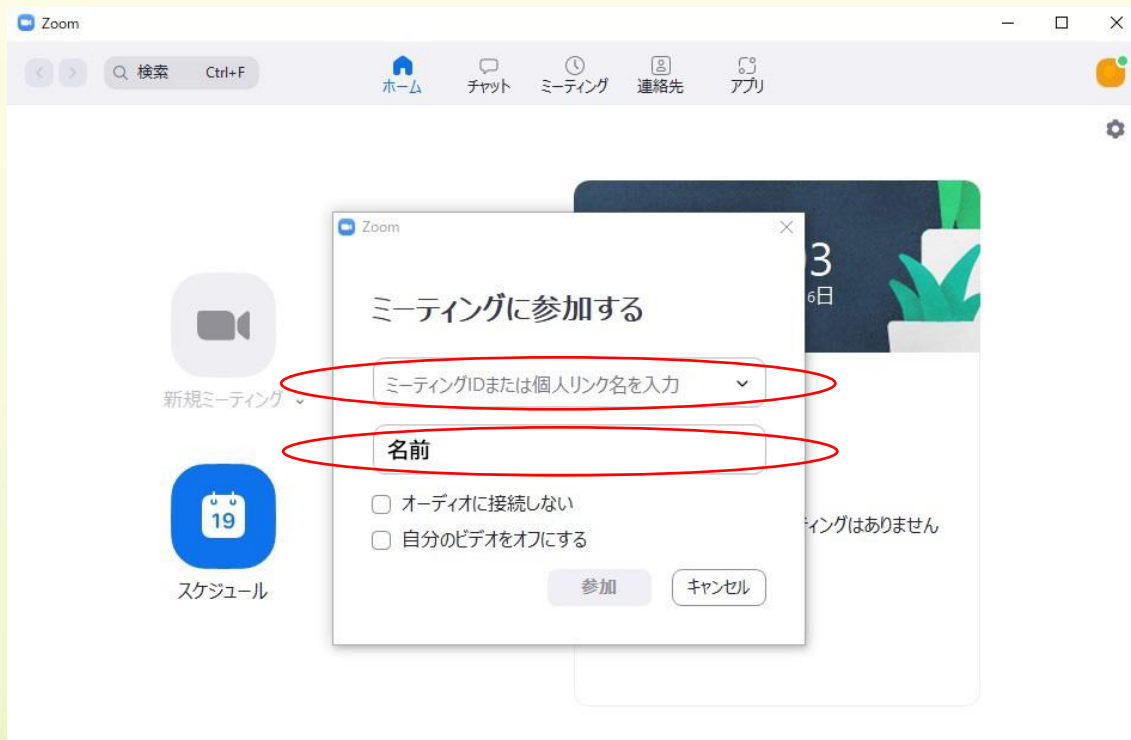 Zoom
検索 Ctrl+F
ホーム
チャット
ミーティング
連絡先
アプリ
Zoom
3
6日
ミーティングに参加する
ミーティングIDまたは個人リンク名を入力
新規ミーティング
名前
オーディオに接続しない
19
ィングはありません
自分のビデオをオフにする
スケジュール
参加
キャンセル